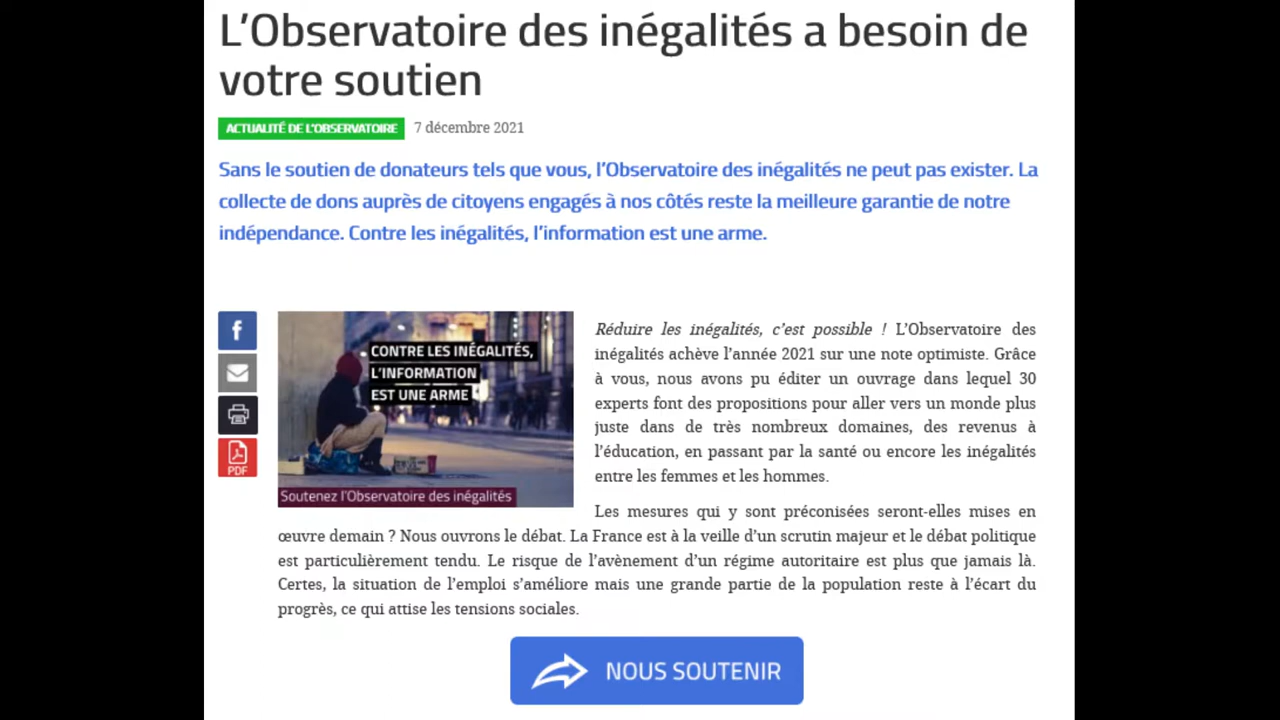 L’Observatoire des inégalités a besoin de
votre soutien
ACTUALITÉ DE L’OBSERVATOIRE 7 décembre 2021
Sans le soutien de donateurs tels que vous, l’Observatoire des inégalités ne peut pas exister. La
collecte de dons auprès de citoyens engagés à nos côtés reste la meilleure garantie de notre
indépendance. Contre les inégalités, l’information est une arme.
f
PDF
CONTRE LES INÉGALITÉS,
L’INFORMATION
EST UNE ARME
Soutenez l’Observatoire des inégalités
Réduire les inégalités, c’est possible ! L’Observatoire des
inégalités achève l’année 2021 sur une note optimiste. Grâce
à vous, nous avons pu éditer un ouvrage dans lequel 30
experts font des propositions pour aller vers un monde plus
juste dans de très nombreux domaines, des revenus à
l’éducation, en passant par la santé ou encore les inégalités
entre les femmes et les hommes.
Les mesures qui y sont préconisées seront-elles mises en
œuvre demain ? Nous ouvrons le débat. La France est à la veille d’un scrutin majeur et le débat politique
est particulièrement tendu. Le risque de l’avènement d’un régime autoritaire est plus que jamais là.
Certes, la situation de l’emploi s’améliore mais une grande partie de la population reste à l’écart du
progrès, ce qui attise les tensions sociales.
NOUS SOUTENIR